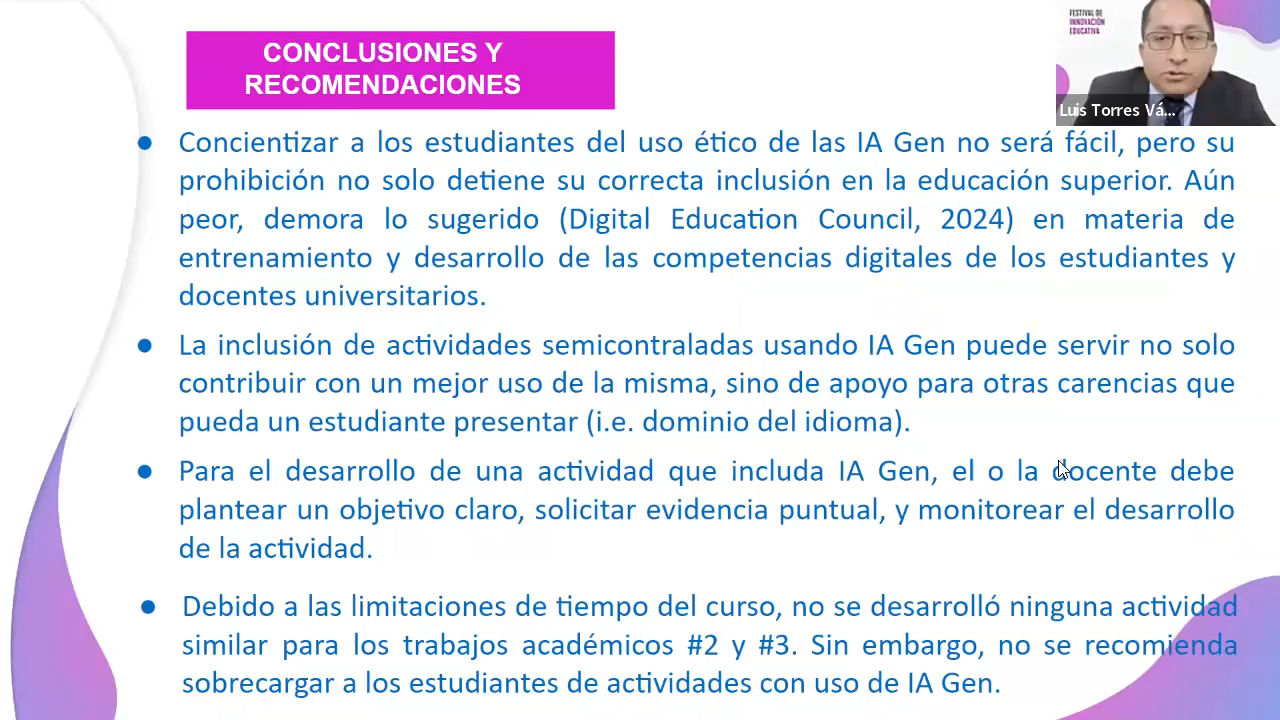 CONCLUSIONES Y
RECOMENDACIONES
FESTIVAL DE
INNOVACIÓN
EDUCATIVA
Luis Torres Vá...
● Concientizar a los estudiantes del uso ético de las IA Gen no será fácil, pero su
prohibición no solo detiene su correcta inclusión en la educación superior. Aún
peor, demora lo sugerido (Digital Education Council, 2024) en materia de
entrenamiento y desarrollo de las competencias digitales de los estudiantes y
docentes universitarios.
● La inclusión de actividades semicontraladas usando IA Gen puede servir no solo
contribuir con un mejor uso de la misma, sino de apoyo para otras carencias que
pueda un estudiante presentar (i.e. dominio del idioma).
● Para el desarrollo de una actividad que includa IA Gen, el o la docente debe
plantear un objetivo claro, solicitar evidencia puntual, y monitorear el desarrollo
de la actividad.
● Debido a las limitaciones de tiempo del curso, no se desarrolló ninguna actividad
similar para los trabajos académicos #2 y #3. Sin embargo, no se recomienda
sobrecargar a los estudiantes de actividades con uso de IA Gen.